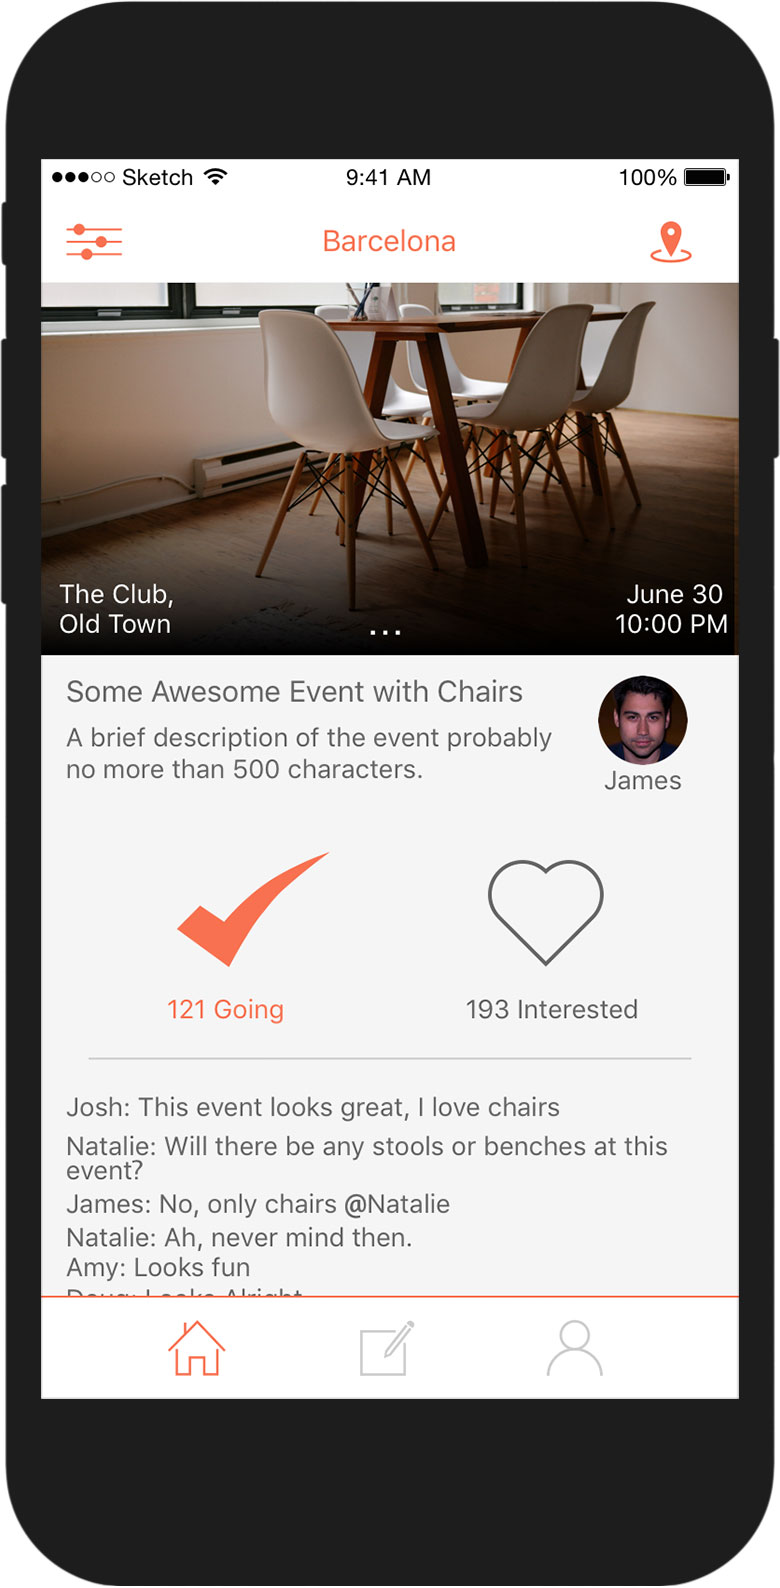 Sketch 9:41 AM 100%
Barcelona
The Club,
Old Town
June 30
10:00 PM
...
Some Awesome Event with Chairs
A brief description of the event probably
no more than 500 characters.
James
121 Going
193 Interested
Josh: This event looks great, I love chairs
Natalie: Will there be any stools or benches at this
event?
James: No, only chairs @Natalie
Natalie: Ah, never mind then.
Amy: Looks fun
Doug: Looks Alright